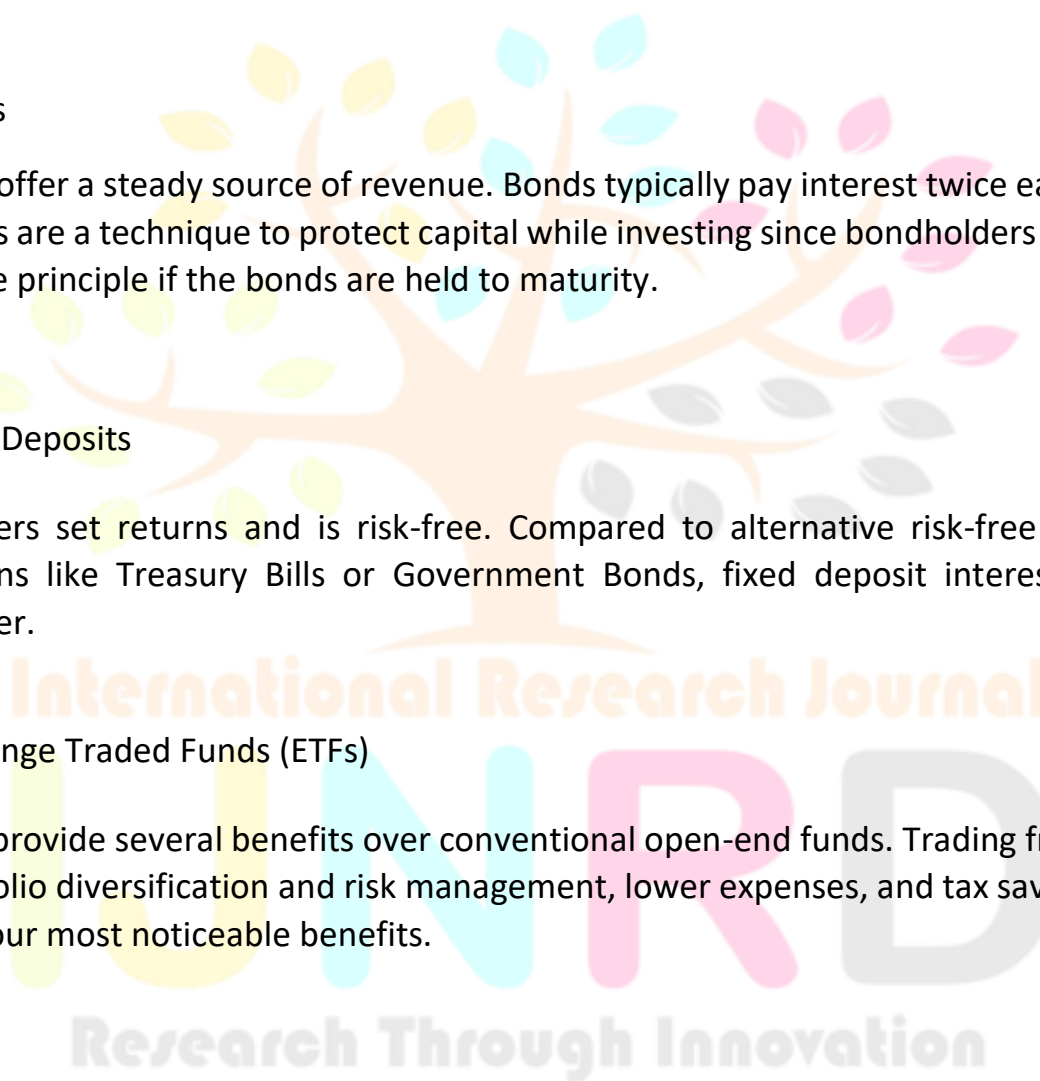 s
offer a steady source of revenue. Bonds typically pay interest twice ea
s are a technique to protect capital while investing since bondholders
e principle if the bonds are held to maturity.
Deposits
ers set returns and is risk-free. Compared to alternative risk-free
ns like Treasury Bills or Government Bonds, fixed deposit interes
er.
International Research Journal
nge Traded Funds (ETFs)
provide several benefits over conventional open-end funds. Trading fr
olio diversification and risk management, lower expenses, and tax sav
our most noticeable benefits.
IJNRD
Research Through Innovation